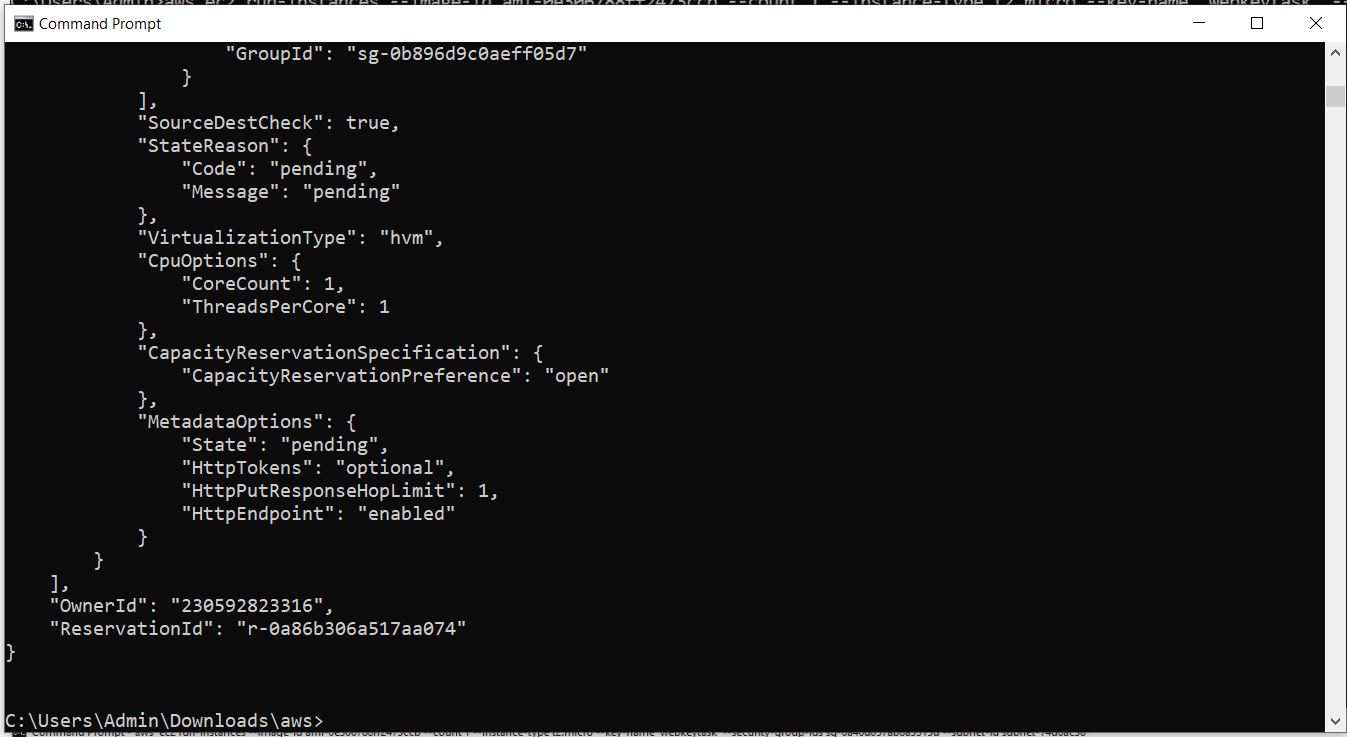 Command Prompt
"GroupId": "sg-0b896d9c0aeff05d7"
}
],
"SourceDestCheck": true,
"StateReason": {
"Code": "pending",
"Message": "pending"
},
"VirtualizationType": "hvm",
"CpuOptions": {
"CoreCount": 1,
"ThreadsPerCore": 1
},
"CapacityReservationSpecification": {
"CapacityReservationPreference": "open"
},
"MetadataOptions": {
"State": "pending",
"HttpTokens": "optional",
"HttpPutResponseHopLimit": 1,
"HttpEndpoint": "enabled"
}
}
],
"OwnerId": "230592823316",
"ReservationId": "r-0a86b306a517aa074"
}
C:\Users\Admin\Downloads\aws>